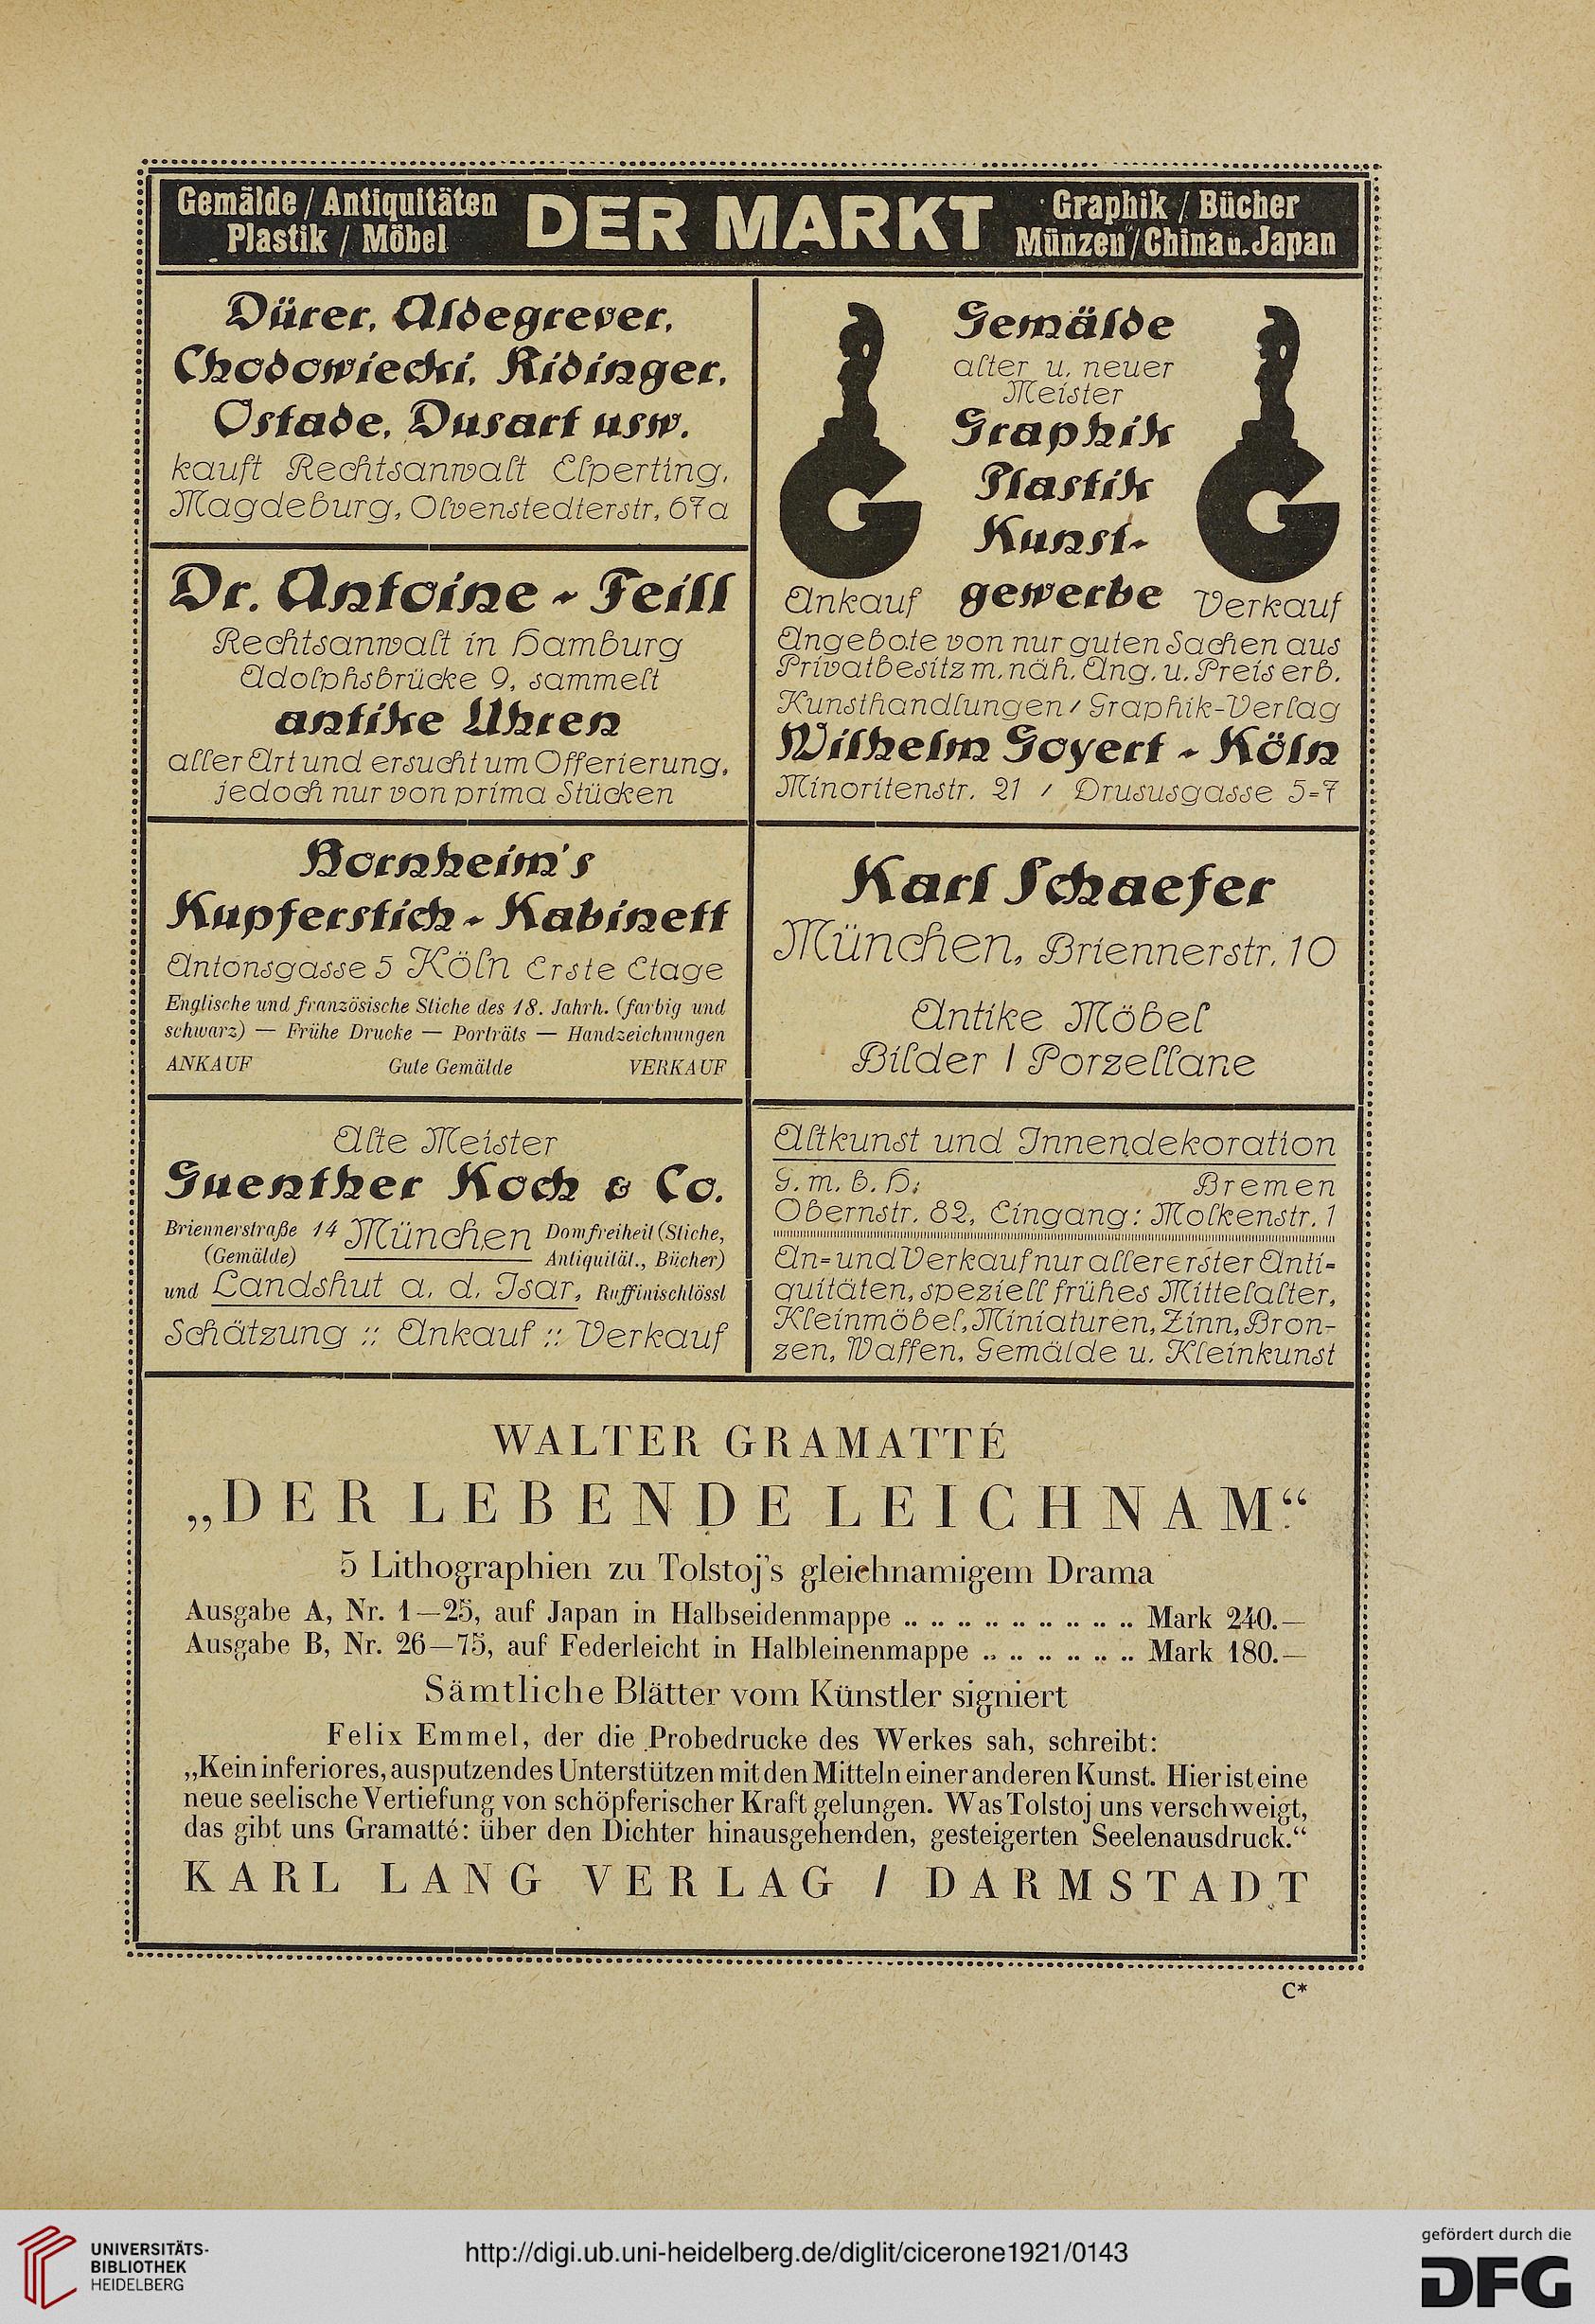 Gemälde / Antiquitäten
Plastik / Möbel
DER MARKT
Graphik / Bücher
Münzen / China u. Japan
Dürer, Aldegrever,
Chodowiecki, Ridinger,
Ostade, Dusart usw.
kauft Rechtsanwalt Elperting,
Magdeburg, Olvenstedterstr, 67a
Dr. Antoine - Feill
Rechtsanwalt in Hamburg
Adolphsbrücke 9, sammelt
antike Uhren
aller Art und ersucht um Offerierung,
jedoch nur von prima Stücken
Bornheim's
Kupferstich - Kabinett
Antonsgasse 5 Köln Erste Etage
Englische und französische Stiche des 18. Jahrh. (farbig und
schwarz) — Frühe Drucke — Porträts — Handzeichnungen
ANKAUF Gute Gemälde VERKAUF
Alte Meister
Guenther Koch & Co.
Briennerstraße 14 München Domfreiheit (Stiche,
(Gemälde) Antiquität., Bücher)
und Landshut a. d. Isar, Ruffinischlössl
Schätzung :: Ankauf :: Verkauf
Gemälde
alter u. neuer
Meister
Graphik
Plastik
Kunst-
Ankauf gewerbe Verkauf
G
G
Angebote von nur guten Sachen aus
Privatbesitz m. näh. Ang. u. Preis erb.
Kunsthandlungen / Graphik-Verlag
Wilhelm Goyert - Köln
Minoritenstr. 21 / Drususgasse 5-7
Karl Schaefer
München, Briennerstr. 10
Antike Möbel
Bilder / Porzellane
Altkunst und Innendekoration
G. m. b. H; Bremen
Obernstr. 82, Eingang: Molkenstr. 1
An- und Verkauf nur allererster Anti-
quitäten, speziell frühes Mittelalter,
Kleinmöbel, Miniaturen, Zinn, Bron-
zen, Waffen, Gemälde u. Kleinkunst
WALTER GRAMATTÉ
„DER LEBENDE LEICHNAM“
5 Lithographien zu Tolstoj's gleichnamigem Drama
Ausgabe A, Nr. 1—25, auf Japan in Halbseidenmappe .. .. .. .. .. .. .. .. .. Mark 240.—
Ausgabe B, Nr. 26—75, auf Federleicht in Halbleinenmappe .. .. .. .. .. .. Mark 180.—
Sämtliche Blätter vom Künstler signiert
Felix Emmel, der die Probedrucke des Werkes sah, schreibt:
„Kein inferiores, ausputzendes Unterstützen mit den Mitteln einer anderen Kunst. Hier ist eine
neue seelische Vertiefung von schöpferischer Kraft gelungen. Was Tolstoj uns verschweigt,
das gibt uns Gramatté: über den Dichter hinausgehenden, gesteigerten Seelenausdruck.“
KARL LANG VERLAG / DARMSTADT
C*
UNIVERSITÄTS-
BIBLIOTHEK
HEIDELBERG
http://digi.ub.uni-heidelberg.de/diglit/cicerone1921/0143
gefördert durch die
DFG